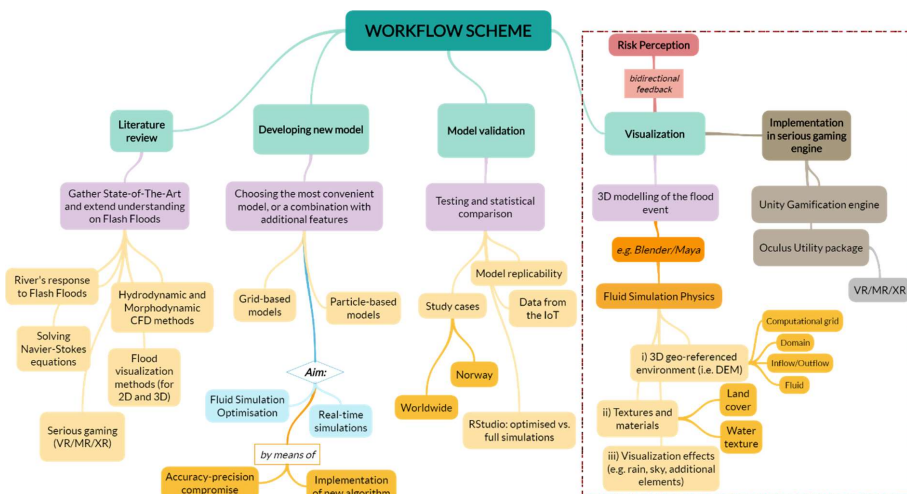 WORKFLOW SCHEME
Literature
review
Gather State-of-The-Art
and extend understanding
on Flash Floods
River's response
to Flash Floods
Hydrodynamic and
Morphodynamic
CFD methods
Solving
Navier-Stokes
equations
Flood
visualization
methods (for
2D and 3D)
Serious gaming
(VR/MR/XR)
Developing new model
Choosing the most convenient
model, or a combination with
additional features
Grid-based
models
Particle-based
models
Aim:
Fluid Simulation
Optimisation
Real-time
simulations
by means of
Accuracy-precision
compromise
Implementation
of new algorithm
Model validation
Testing and statistical
comparison
Model replicability
Study cases
Data from
the IoT
Norway
Worldwide
RStudio: optimised vs.
full simulations
Risk Perception
bidirectional
feedback
Visualization
3D modelling of the flood
event
e.g. Blender/Maya
Fluid Simulation Physics
i) 3D geo-referenced
environment (i.e. DEM)
Computational grid
Domain
Inflow/Outflow
Fluid
ii) Textures and
materials
Land
cover
Water
texture
iii) Visualization effects
(e.g. rain, sky, additional
elements)
Implementation
in serious gaming
engine
Unity Gamification engine
Oculus Utility package
VR/MR/XR